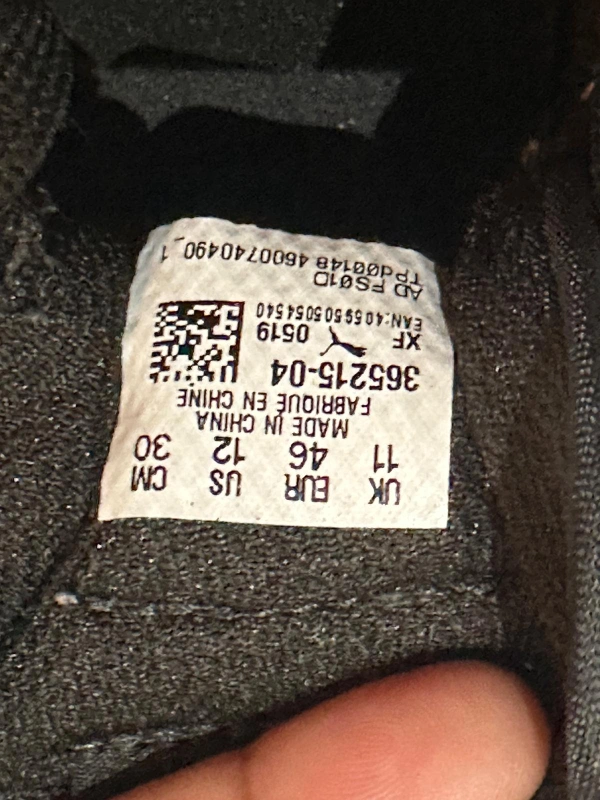 UK EUR US CM
11 46 12 30
MADE IN CHINA
FABRIQUÉ EN CHINE
365215-04
XF 0519
EAN:4059505054540
AD FS01D
TPd00148 4600740490_1